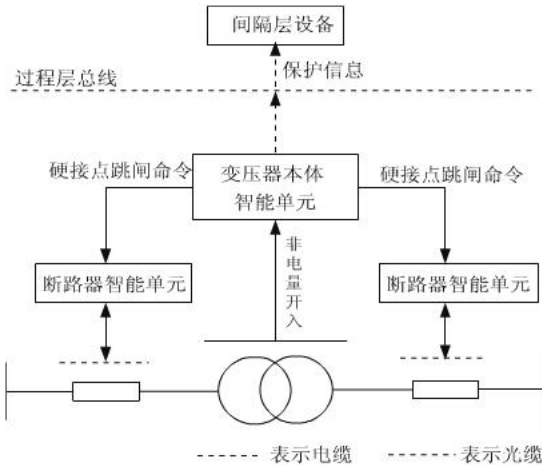 间隔层设备
保护信息
过程层总线
硬接点跳闸命令
变压器本体
智能单元
硬接点跳闸命令
非电量开入
断路器智能单元
断路器智能单元
表示电缆
表示光缆